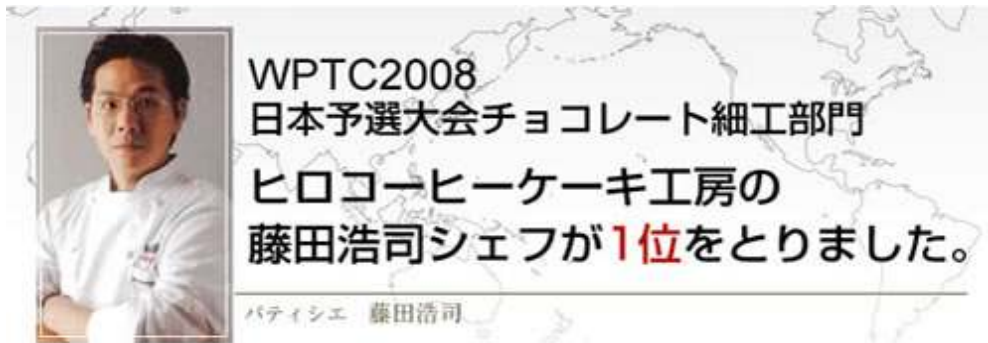 WPTC2008
日本予選大会チョコレート細工部門
ヒロコーヒーケーキ工房の
藤田浩司シェフが1位をとりました。
パティシエ　藤田浩司